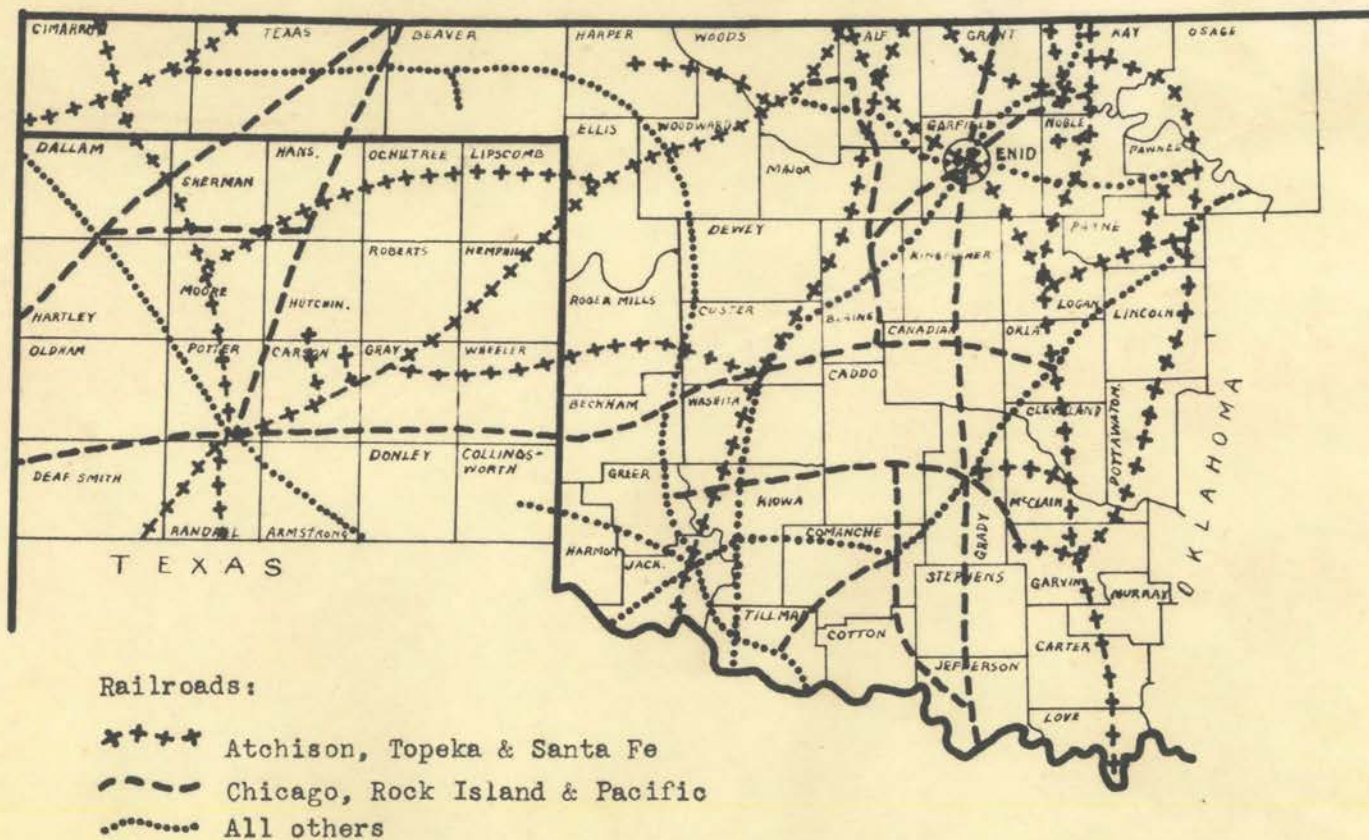 CIMARRON TEXAS BEAVER HARPER WOODS ALF GRANT KAY OSAGE
ELLIS WOODWARD GARFIELD NOBLE
DALLAM HANS. OCHILTREE LIPSCOMB ENID PAWNEE
SHERMAN MAJOR
DEWEY PAYNE
ROBERTS HEMPHILL KINGFISHER
MOORE HUTCHIN. ROGER MILLS CUSTER BLAINE LOGAN LINCOLN
HARTLEY CANADIAN OKLA
OLDHAM POTTER CARSON GRAY WHEELER
CADDO
BECKHAM WASHITA CLEVELAND POTTAWATOM.
DEAF SMITH DONLEY COLLINGS-
WORTH GREER
KIOWA McCLAIN
RANDALL ARMSTRONG COMANCHE GRADY OKLAHOMA
HARMON JACK.
TEXAS STEPHENS GARVIN MURRAY
TILLMAN COTTON CARTER
JEFFERSON
LOVE
Railroads:
Atchison, Topeka & Santa Fe
Chicago, Rock Island & Pacific
All others